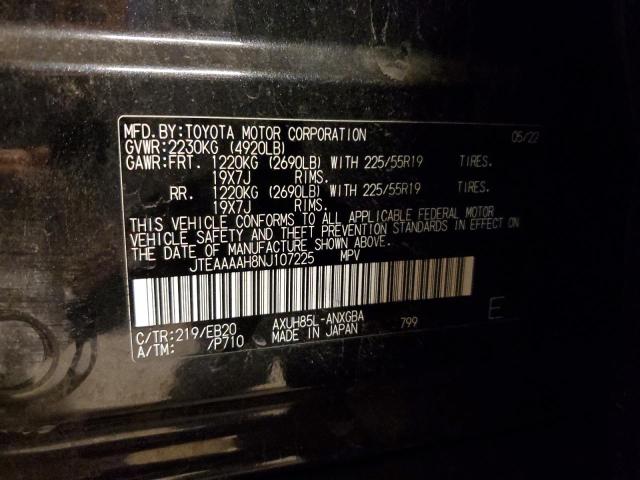 MFD.BY:TOYOTA MOTOR CORPORATION 05/22
GVWR:2230KG (4920LB)
GAWR:FRT. 1220KG (2690LB) WITH 225/55R19 TIRES.
19X7J RIMS.
RR. 1220KG (2690LB) WITH 225/55R19 TIRES.
19X7J RIMS.
THIS VEHICLE CONFORMS TO ALL APPLICABLE FEDERAL MOTOR
VEHICLE SAFETY AND THEFT PREVENTION STANDARDS IN EFFECT ON
THE DATE OF MANUFACTURE SHOWN ABOVE.
JTEAAAAH8NJ107225 MPV
C/TR:219/EB20 AXUH85L-ANXGBA 799 E
A/TM: /P710 MADE IN JAPAN